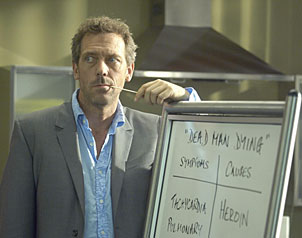 "DEAD MAN DYING"
SYMPTOMS CAUSES
TACHYCARDIA HEROIN
PULMONARY